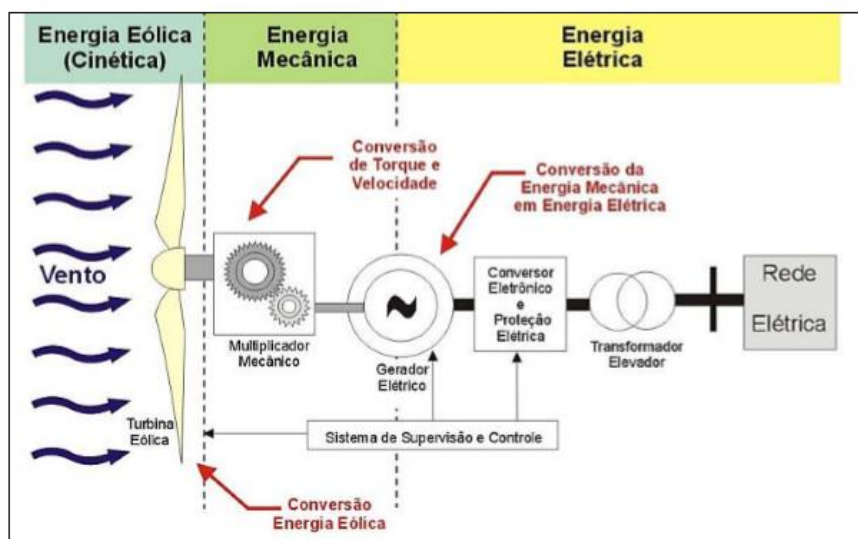 Energia Eólica
(Cinética)
Energia
Mecânica
Energia
Elétrica
Conversão
de Torque e
Velocidade
Conversão da
Energia Mecânica
em Energia Elétrica
Vento
Multiplicador
Mecânico
Gerador
Elétrico
Conversor
Eletrônico
e
Proteção
Elétrica
Transformador
Elevador
Rede
Elétrica
Turbina
Eólica
Sistema de Supervisão e Controle
Conversão
Energia Eólica